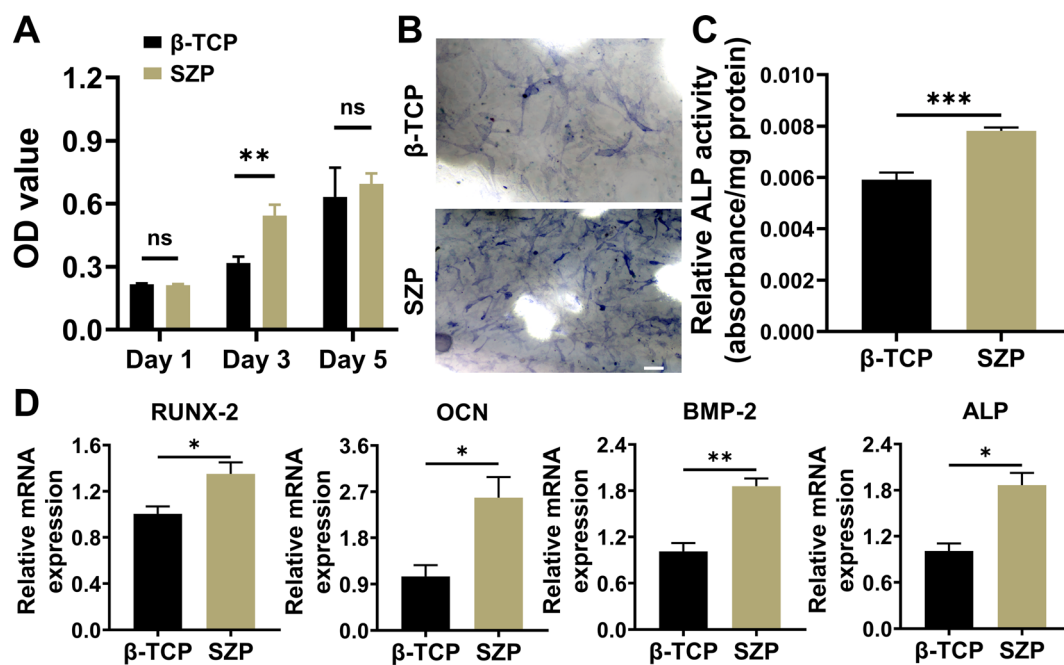 A
β-TCP
SZP
OD value
1.2
0.9
0.6
0.3
0.0
ns
**
ns
Day 1 Day 3 Day 5
B
β-TCP
SZP
C
Relative ALP activity
(absorbance/mg protein)
0.010
0.008
0.006
0.004
0.002
0.000
***
β-TCP SZP
D
RUNX-2
Relative mRNA
expression
1.6
1.2
0.8
0.4
0.0
*
β-TCP SZP
OCN
Relative mRNA
expression
3.6
2.7
1.8
0.9
0.0
*
β-TCP SZP
BMP-2
Relative mRNA
expression
2.4
1.8
1.2
0.6
0.0
**
β-TCP SZP
ALP
Relative mRNA
expression
2.4
1.8
1.2
0.6
0.0
*
β-TCP SZP